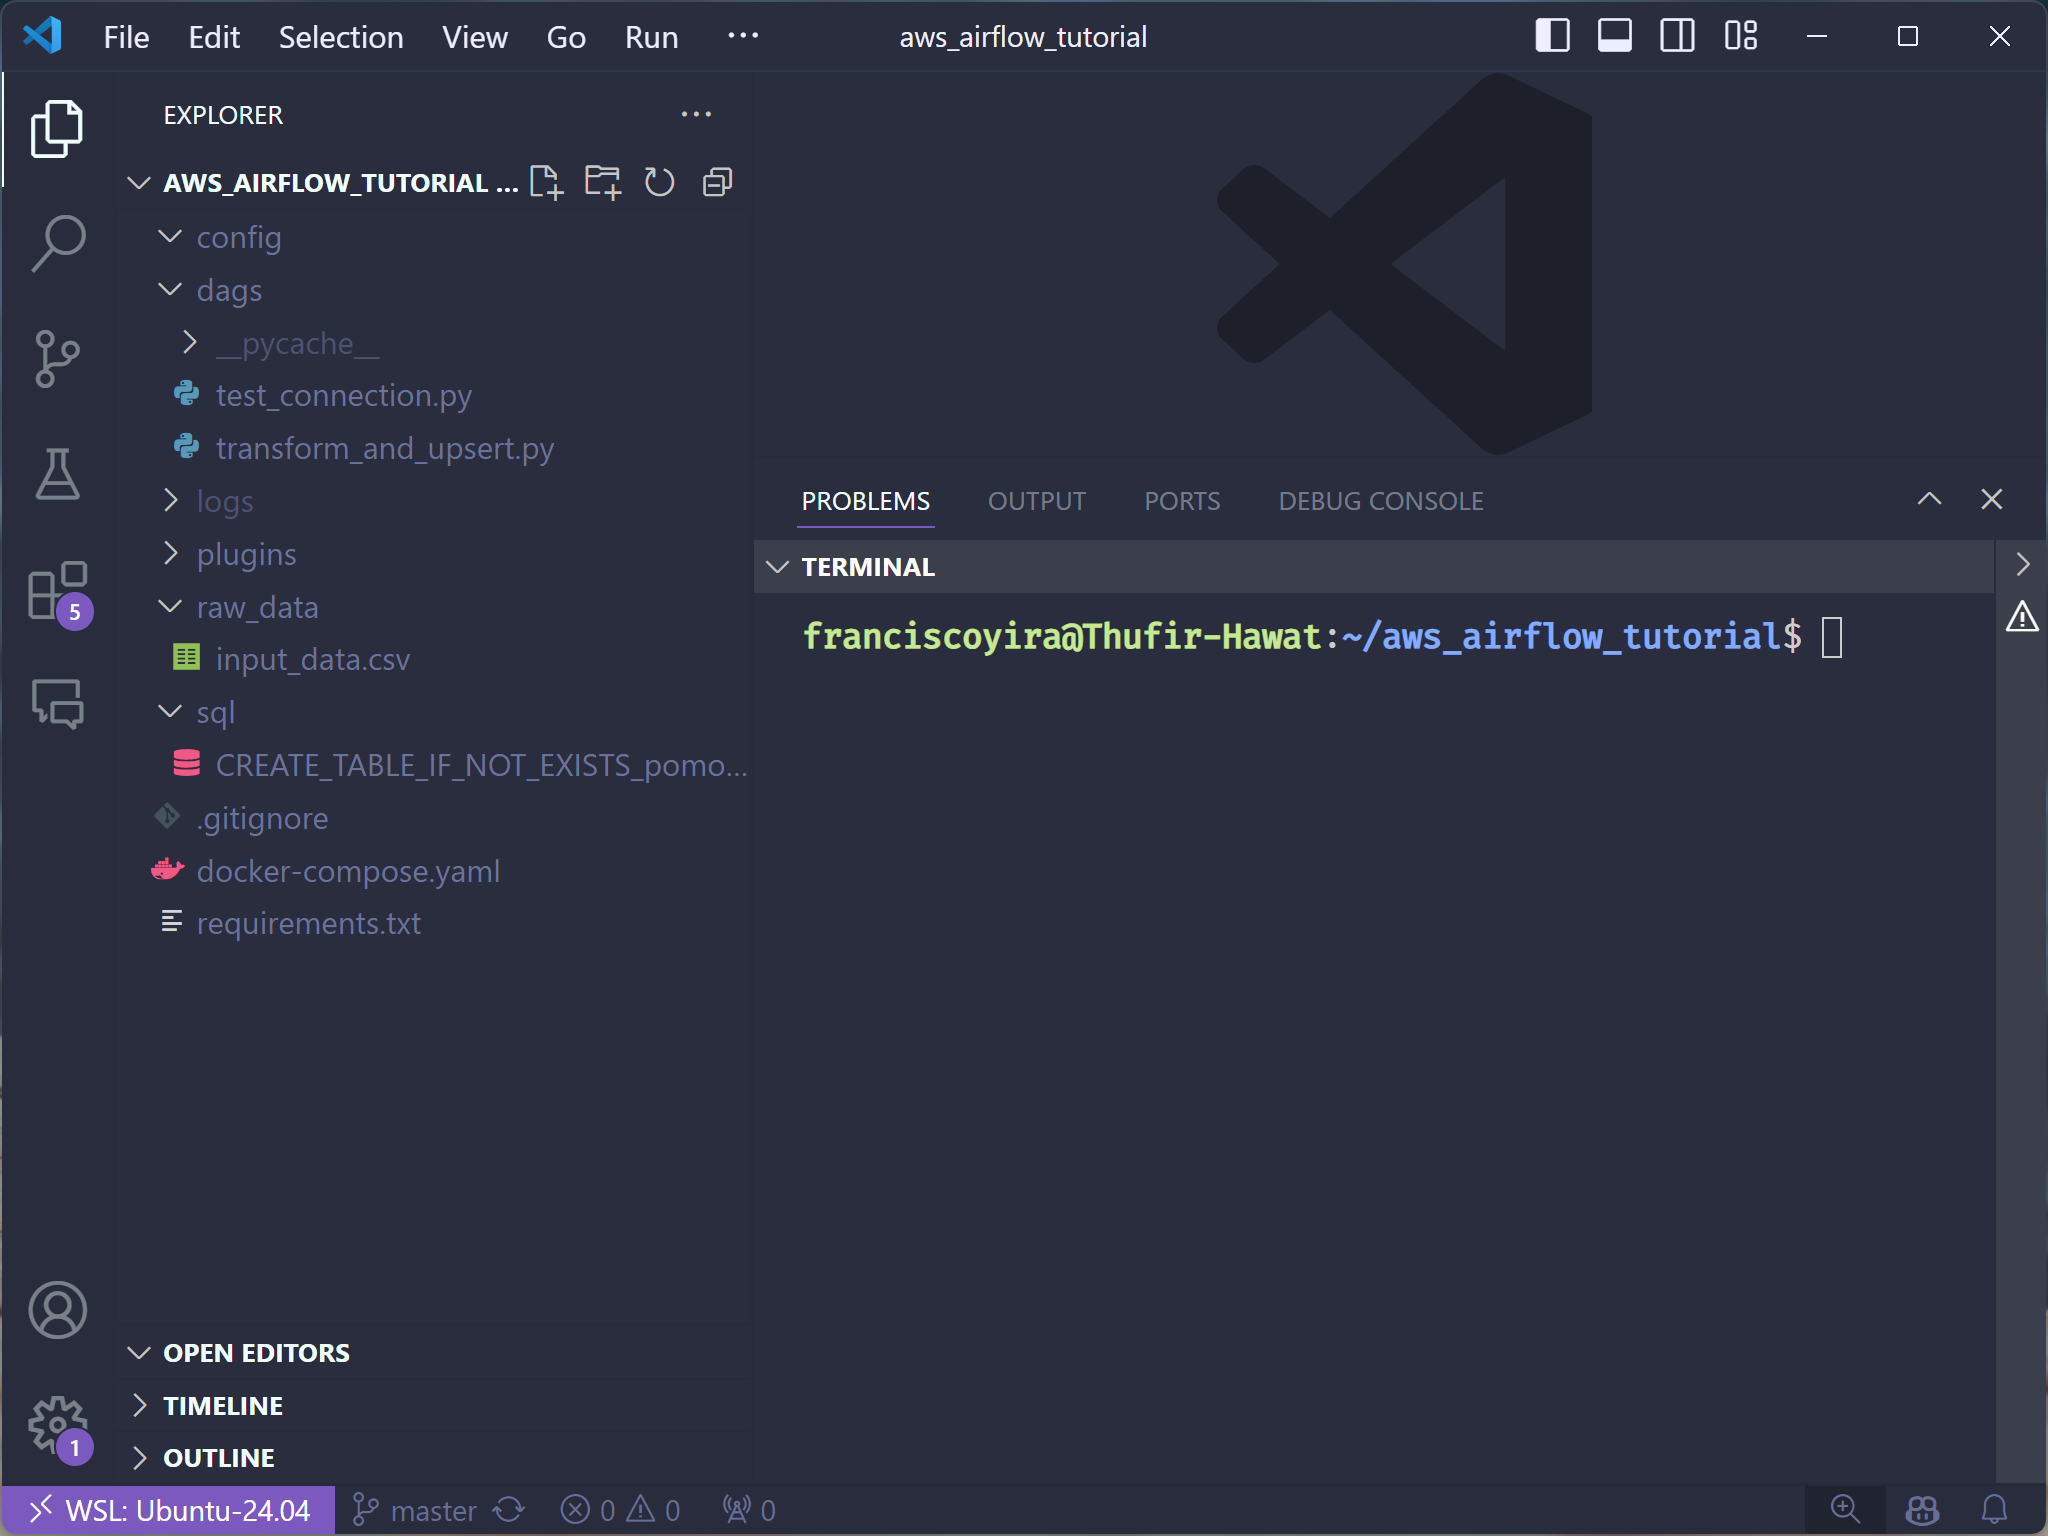 File Edit Selection View Go Run ··· aws_airflow_tutorial
EXPLORER ···
AWS_AIRFLOW_TUTORIAL ...
config
dags
__pycache__
test_connection.py
transform_and_upsert.py
logs
plugins
raw_data
input_data.csv
sql
CREATE_TABLE_IF_NOT_EXISTS_pomo...
.gitignore
docker-compose.yaml
requirements.txt
OPEN EDITORS
TIMELINE
OUTLINE
5
1
PROBLEMS OUTPUT PORTS DEBUG CONSOLE
TERMINAL
franciscoyira@Thufir-Hawat:~/aws_airflow_tutorial$
WSL: Ubuntu-24.04 master 0 0 0